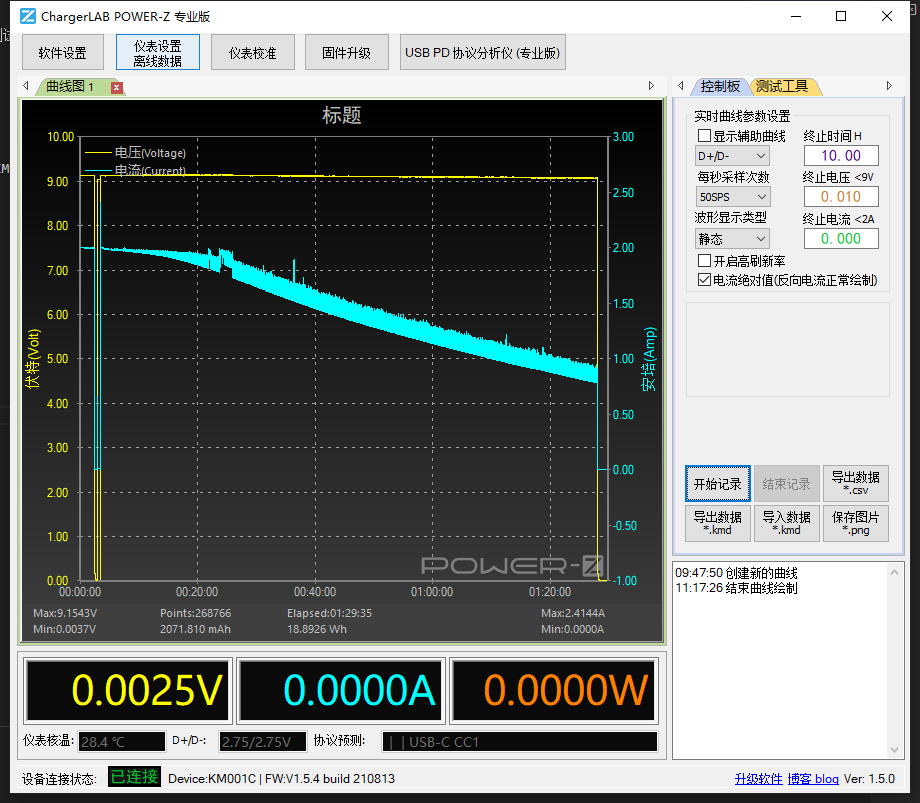 ChargerLAB POWER-Z 专业版
软件设置
仪表设置
离线数据
仪表校准
固件升级
USB PD 协议分析仪 (专业版)
曲线图 1
标题
电压(Voltage)
电流(Current)
10.00
9.00
8.00
7.00
6.00
5.00
4.00
3.00
2.00
1.00
0.00
伏特(Volt)
3.00
2.50
2.00
1.50
1.00
0.50
0.00
-0.50
-1.00
安培(Amp)
POWER-Z
00:00:00 00:20:00 00:40:00 01:00:00 01:20:00
Max:9.1543V Points:268766 Elapsed:01:29:35 Max:2.4144A
Min:0.0037V 2071.810 mAh 18.8926 Wh Min:0.0000A
0.0025V 0.0000A 0.0000W
仪表核温: 28.4 ℃ D+/D-: 2.75/2.75V 协议预测: | | USB-C CC1
设备连接状态: 已连接 Device:KM001C | FW:V1.5.4 build 210813
控制板 测试工具
实时曲线参数设置
显示辅助曲线 终止时间 H
D+/D- 10.00
每秒采样次数 终止电压 <9V
50SPS 0.010
波形显示类型 终止电流 <2A
静态 0.000
开启高刷新率
电流绝对值(反向电流正常绘制)
开始记录
结束记录
导出数据
*.csv
导出数据
*.kmd
导入数据
*.kmd
保存图片
*.png
09:47:50 创建新的曲线
11:17:26 结束曲线绘制
升级软件 博客 blog Ver: 1.5.0